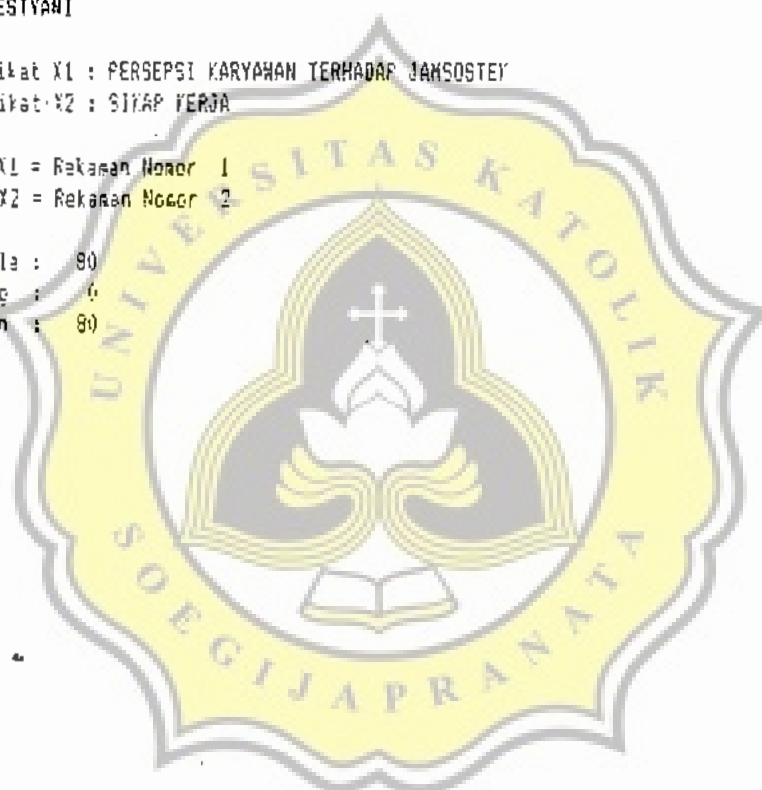 ESTYANI
ikat X1 : PERSEPSI KARYAWAN TERHADAP JAMSOSTEK
ikat X2 : SIKAP KERJA
X1 = Rekaman Nomor 1
X2 = Rekaman Nomor 2
la : 80
g : 0
n : 80
UNIVERSITAS KATOLIK
SOEGIJAPRANATA